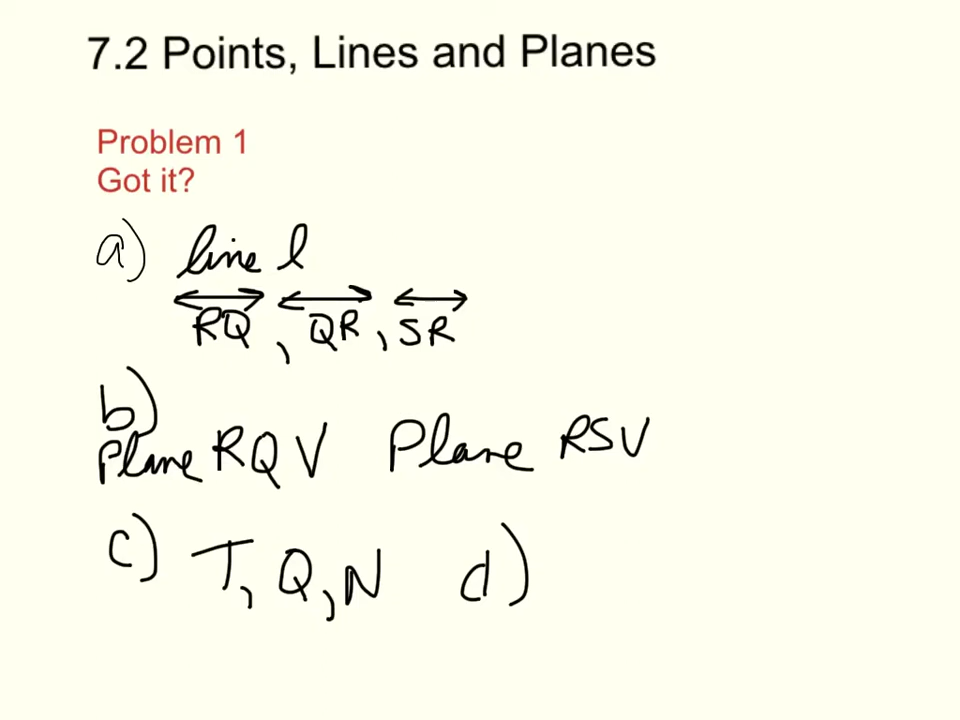 7.2 Points, Lines and Planes
Problem 1
Got it?
a) line l
RQ, QR, SR
b)
Plane RQV Plane RSV
c) T, Q, N d)